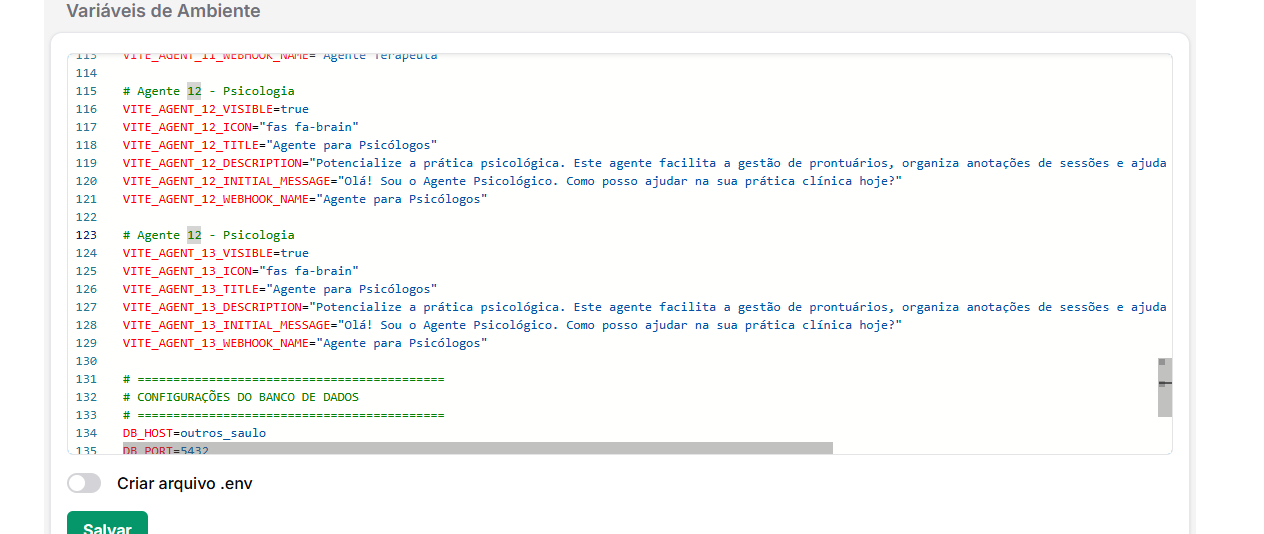 Variáveis de Ambiente
113 VITE_AGENT_11_WEBHOOK_NAME="Agente Terapeuta"
114
115 # Agente 12 - Psicologia
116 VITE_AGENT_12_VISIBLE=true
117 VITE_AGENT_12_ICON="fas fa-brain"
118 VITE_AGENT_12_TITLE="Agente para Psicólogos"
119 VITE_AGENT_12_DESCRIPTION="Potencialize a prática psicológica. Este agente facilita a gestão de prontuários, organiza anotações de sessões e ajuda
120 VITE_AGENT_12_INITIAL_MESSAGE="Olá! Sou o Agente Psicológico. Como posso ajudar na sua prática clínica hoje?"
121 VITE_AGENT_12_WEBHOOK_NAME="Agente para Psicólogos"
122
123 # Agente 12 - Psicologia
124 VITE_AGENT_13_VISIBLE=true
125 VITE_AGENT_13_ICON="fas fa-brain"
126 VITE_AGENT_13_TITLE="Agente para Psicólogos"
127 VITE_AGENT_13_DESCRIPTION="Potencialize a prática psicológica. Este agente facilita a gestão de prontuários, organiza anotações de sessões e ajuda
128 VITE_AGENT_13_INITIAL_MESSAGE="Olá! Sou o Agente Psicológico. Como posso ajudar na sua prática clínica hoje?"
129 VITE_AGENT_13_WEBHOOK_NAME="Agente para Psicólogos"
130
131 # ===========================================
132 # CONFIGURAÇÕES DO BANCO DE DADOS
133 # ===========================================
134 DB_HOST=outros_saulo
135 DB_PORT=5432
Criar arquivo .env
Salvar